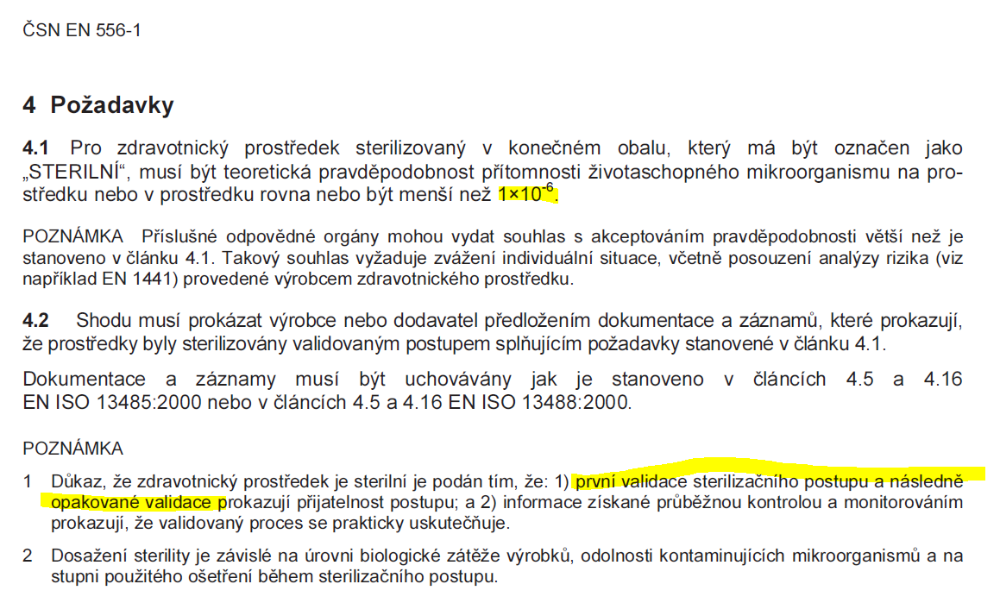 ČSN EN 556-1
4 Požadavky
4.1 Pro zdravotnický prostředek sterilizovaný v konečném obalu, který má být označen jako
„STERILNÍ“, musí být teoretická pravděpodobnost přítomnosti životaschopného mikroorganismu na pro-
středku nebo v prostředku rovna nebo být menší než 1×10⁻⁶.
POZNÁMKA Příslušné odpovědné orgány mohou vydat souhlas s akceptováním pravděpodobnosti větší než je
stanoveno v článku 4.1. Takový souhlas vyžaduje zvážení individuální situace, včetně posouzení analýzy rizika (viz
například EN 1441) provedené výrobcem zdravotnického prostředku.
4.2 Shodu musí prokázat výrobce nebo dodavatel předložením dokumentace a záznamů, které prokazují,
že prostředky byly sterilizovány validovaným postupem splňujícím požadavky stanovené v článku 4.1.
Dokumentace a záznamy musí být uchovávány jak je stanoveno v článcích 4.5 a 4.16
EN ISO 13485:2000 nebo v článcích 4.5 a 4.16 EN ISO 13488:2000.
POZNÁMKA
1 Důkaz, že zdravotnický prostředek je sterilní je podán tím, že: 1) první validace sterilizačního postupu a následně
opakované validace prokazují přijatelnost postupu; a 2) informace získané průběžnou kontrolou a monitorováním
prokazují, že validovaný proces se prakticky uskutečňuje.
2 Dosažení sterility je závislé na úrovni biologické zátěže výrobků, odolnosti kontaminujících mikroorganismů a na
stupni použitého ošetření během sterilizačního postupu.